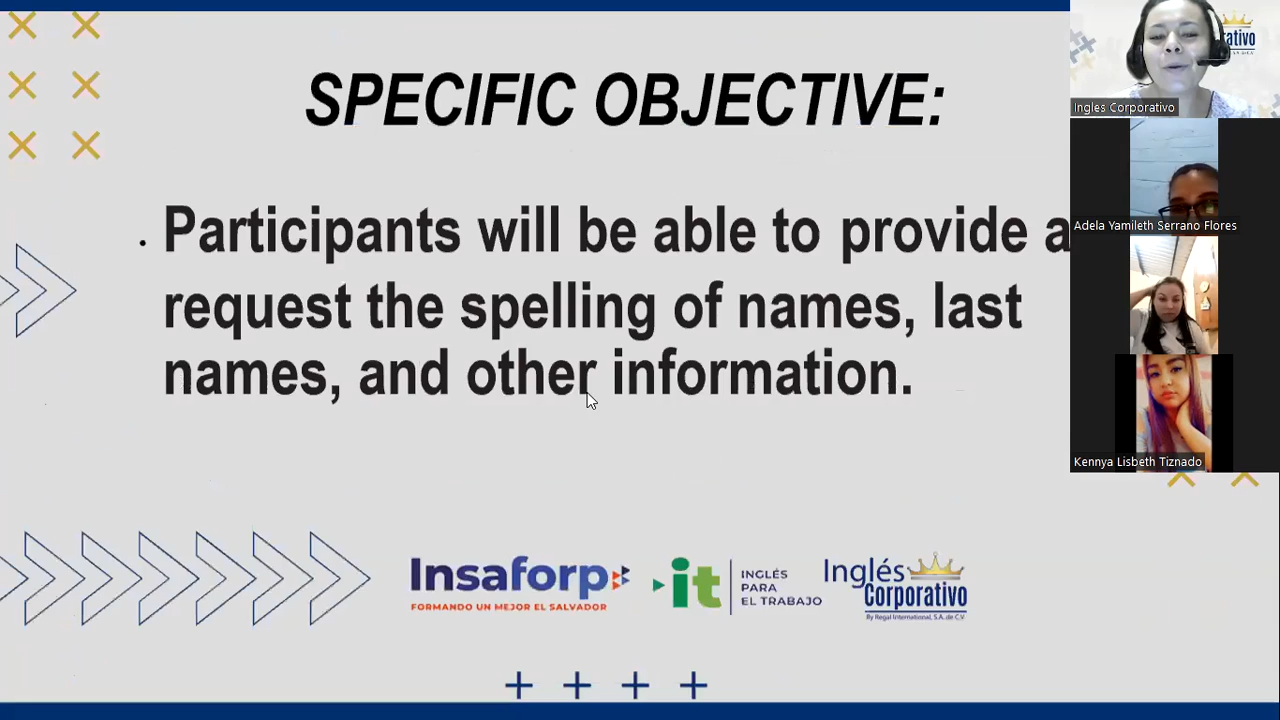 SPECIFIC OBJECTIVE:
. Participants will be able to provide a
request the spelling of names, last
names, and other information.
Insaforp
FORMANDO UN MEJOR EL SALVADOR
it
INGLÉS
PARA
EL TRABAJO
Inglés
Corporativo
By Regal International, S.A. de C.V
rativo
Ingles Corporativo
Adela Yamileth Serrano Flores
Kennya Lisbeth Tiznado